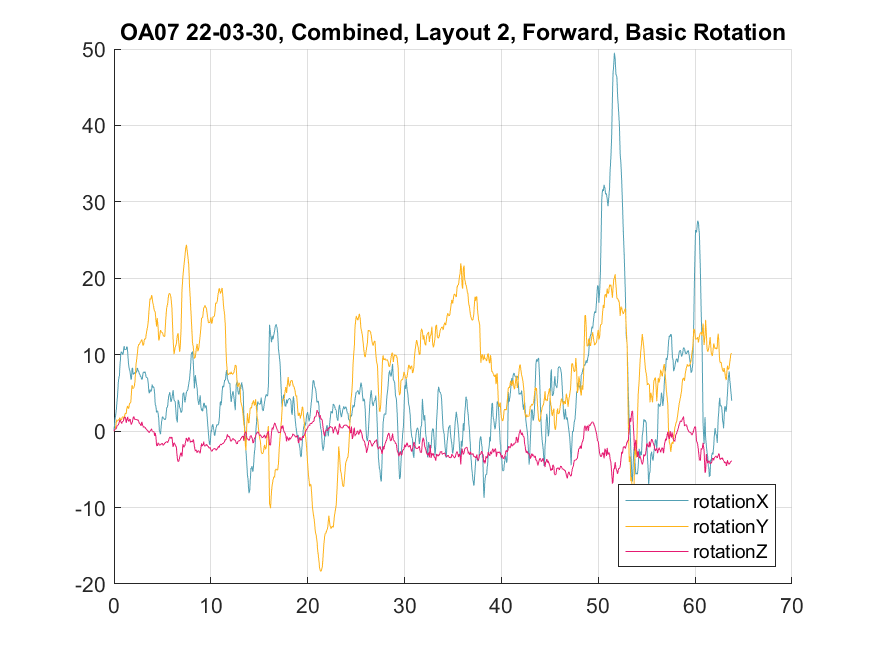 OA07 22-03-30, Combined, Layout 2, Forward, Basic Rotation
50
40
30
20
10
0
-10
-20
0 10 20 30 40 50 60 70
rotationX
rotationY
rotationZ